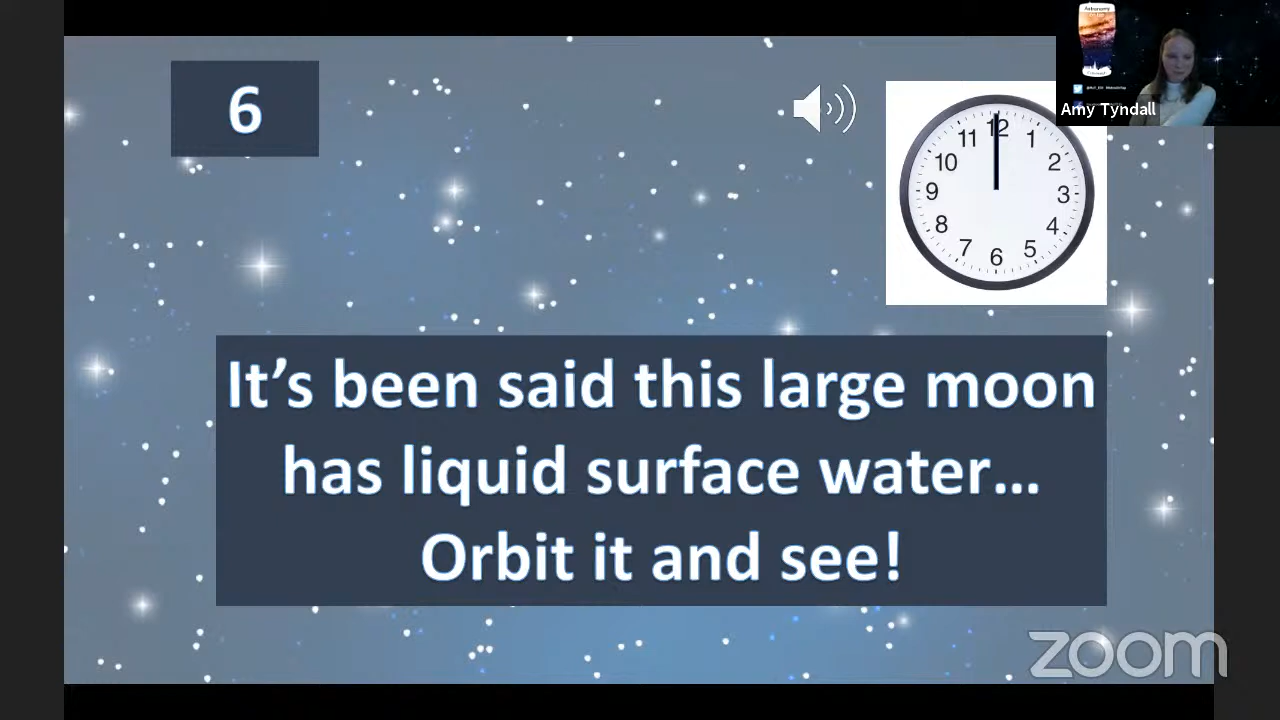 6
12
1
2
3
4
5
6
7
8
9
10
11
Astronomy
Amy Tyndall
It's been said this large moon
has liquid surface water...
Orbit it and see!
zoom